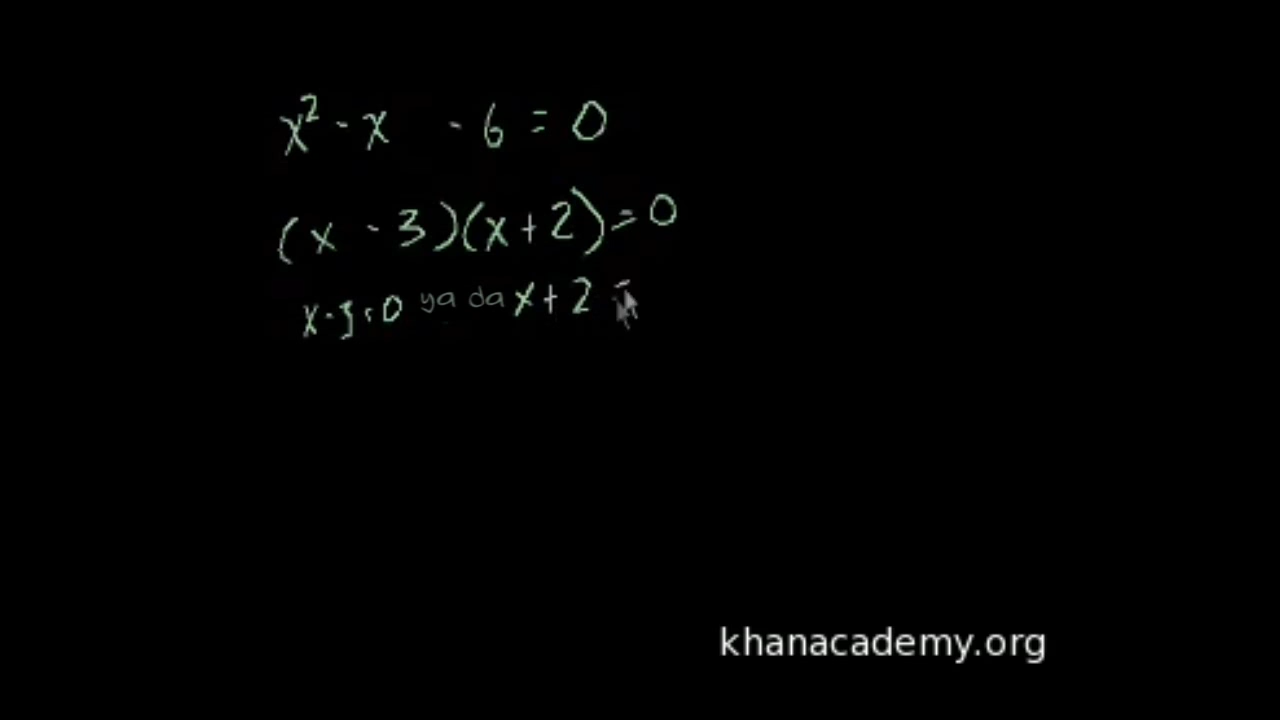 x² - x - 6 = 0
(x - 3)(x + 2) = 0
x - 3 = 0 ya da x + 2 =
khanacademy.org